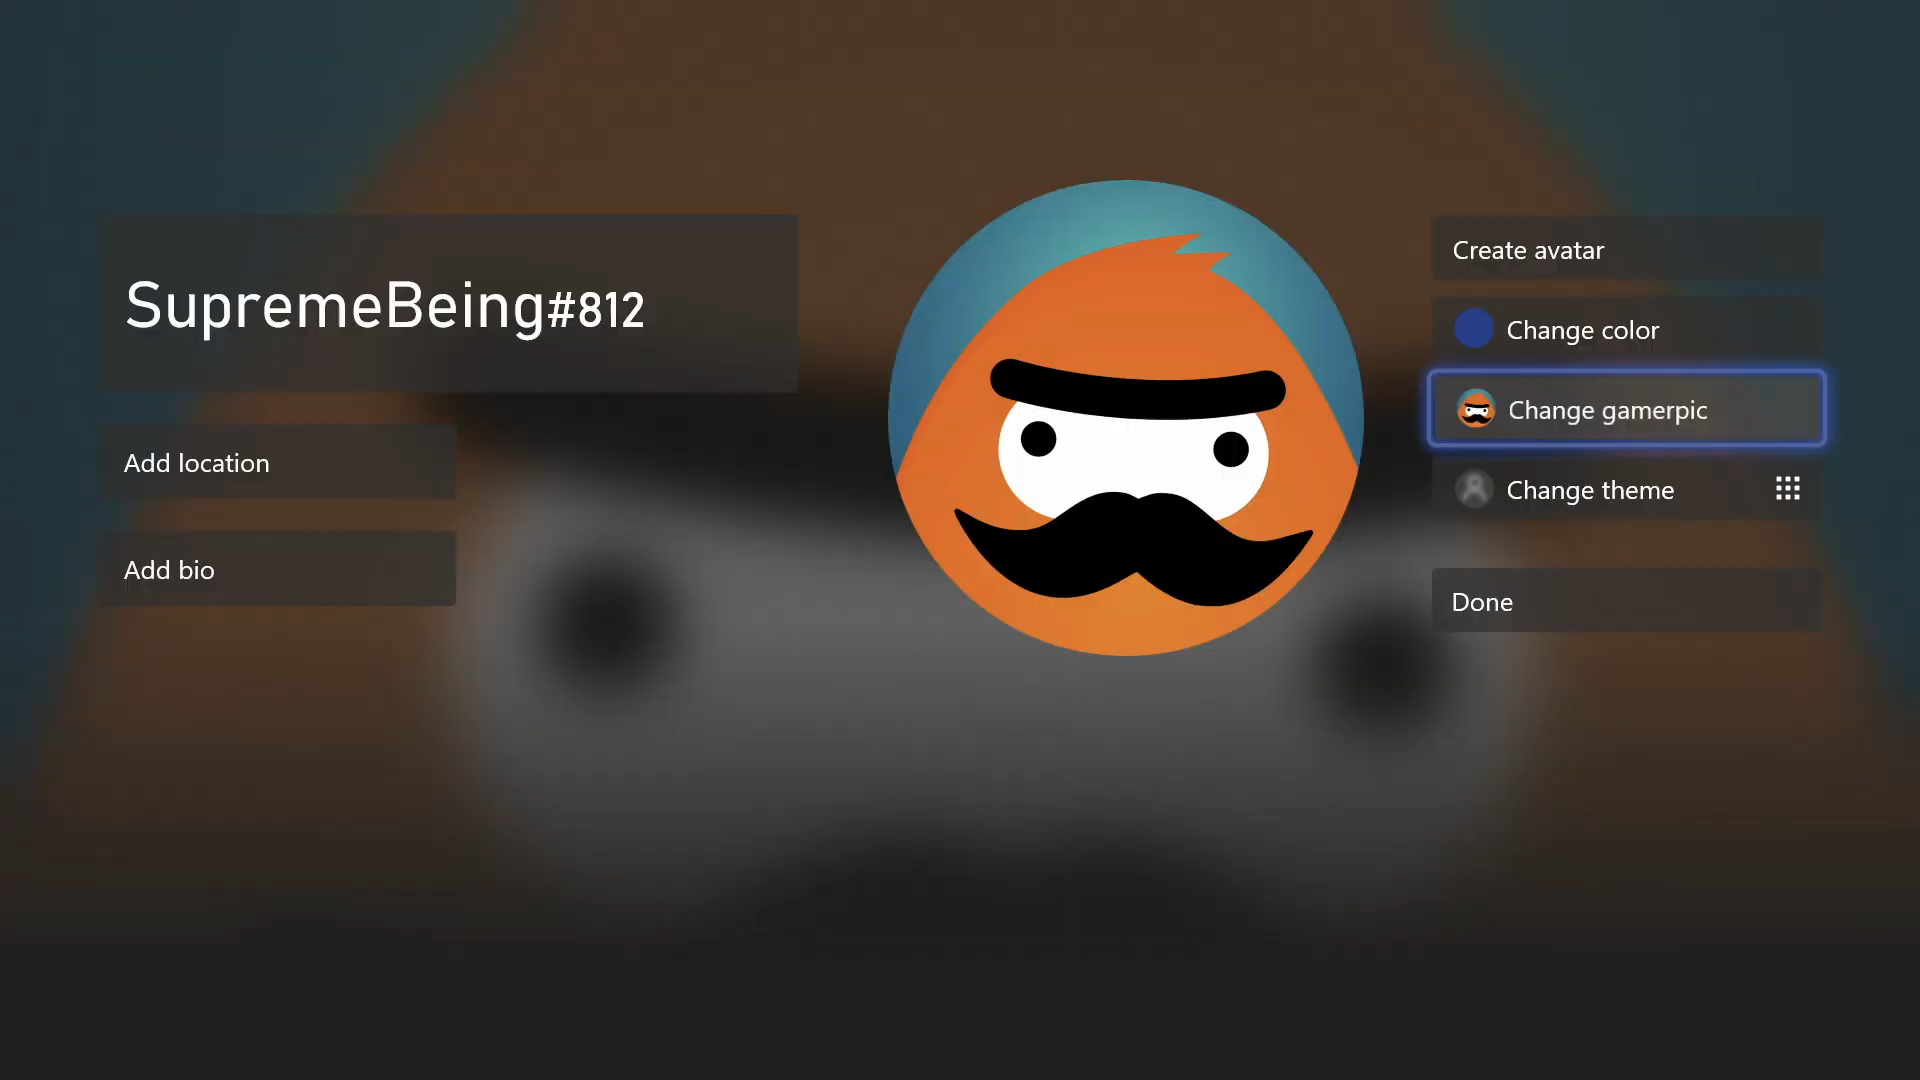 SupremeBeing#812
Add location
Add bio
Create avatar
Change color
Change gamerpic
Change theme
Done